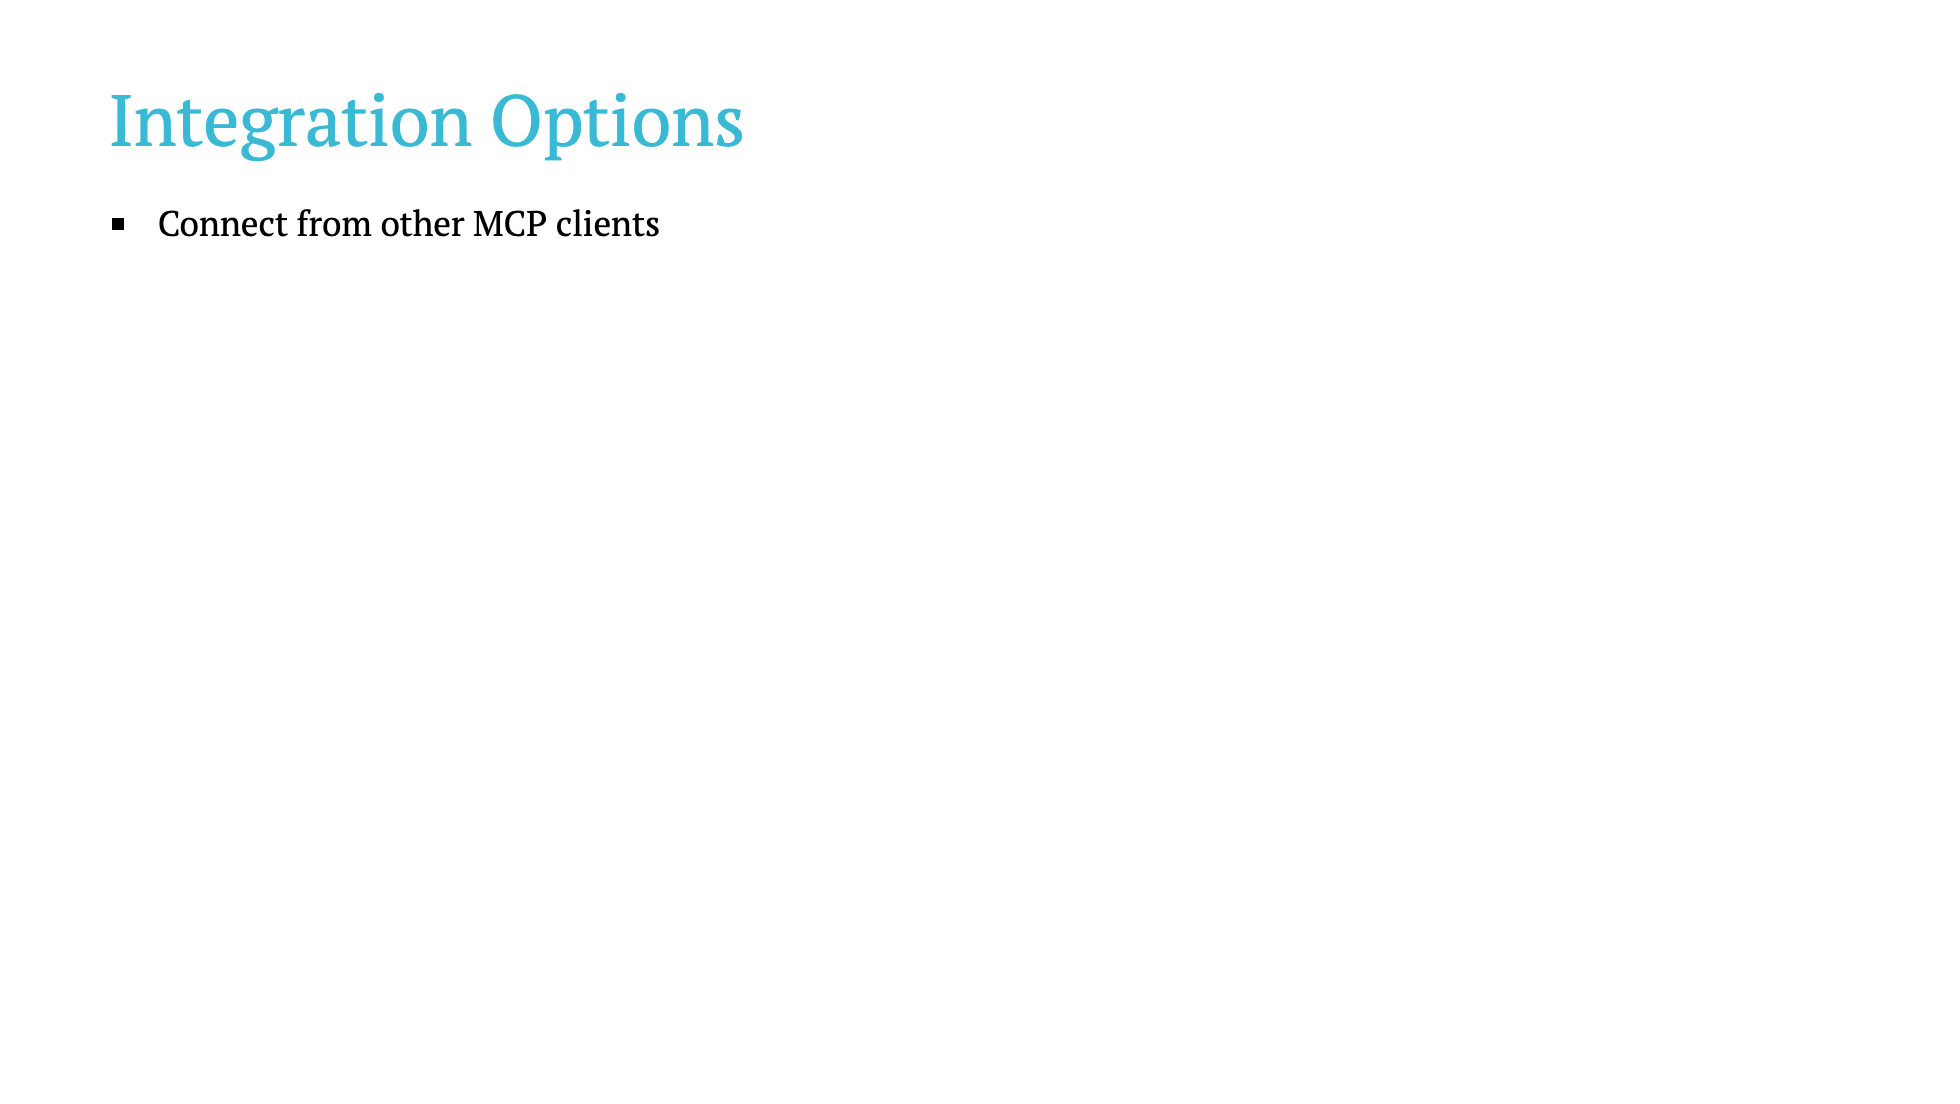 Integration Options
▪ Connect from other MCP clients